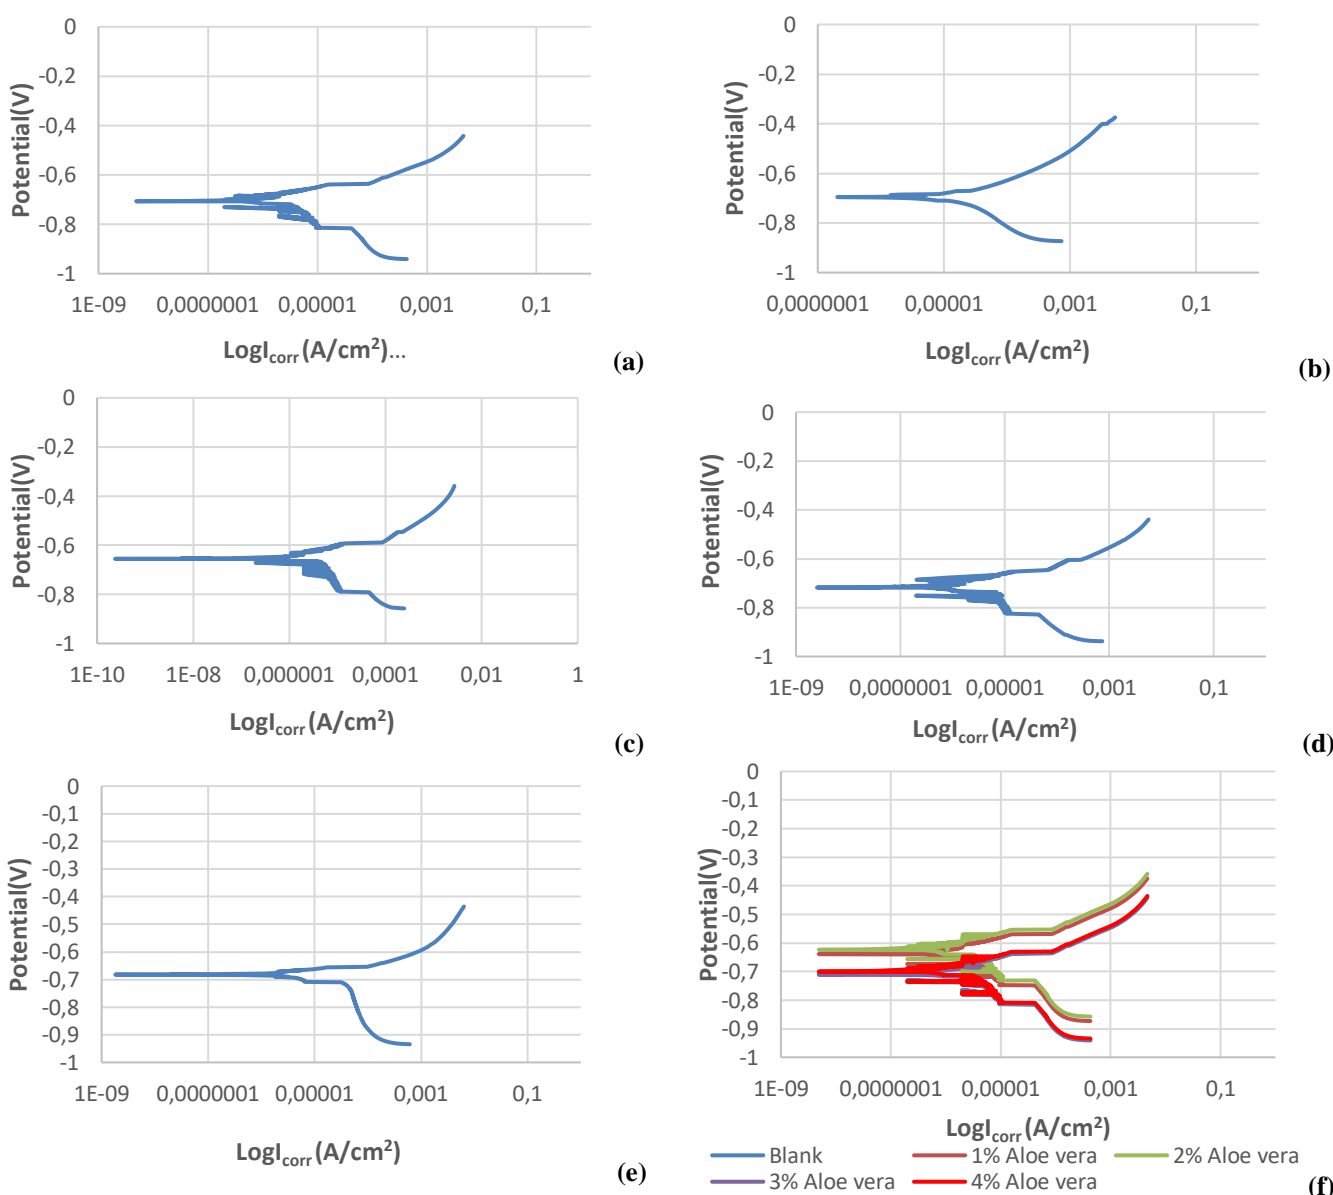 0
-0,2
-0,4
-0,6
-0,8
-1
Potential(V)
1E-09 0,0000001 0,00001 0,001 0,1
LogIcorr (A/cm²)...
(a)
0
-0,2
-0,4
-0,6
-0,8
-1
Potential(V)
0,0000001 0,00001 0,001 0,1
LogIcorr (A/cm²)
(b)
0
-0,2
-0,4
-0,6
-0,8
-1
Potential(V)
1E-10 1E-08 0,000001 0,0001 0,01 1
LogIcorr (A/cm²)
(c)
0
-0,2
-0,4
-0,6
-0,8
-1
Potential(V)
1E-09 0,0000001 0,00001 0,001 0,1
LogIcorr (A/cm²)
(d)
0
-0,1
-0,2
-0,3
-0,4
-0,5
-0,6
-0,7
-0,8
-0,9
-1
Potential(V)
1E-09 0,0000001 0,00001 0,001 0,1
LogIcorr (A/cm²)
(e)
0
-0,1
-0,2
-0,3
-0,4
-0,5
-0,6
-0,7
-0,8
-0,9
-1
Potential(V)
1E-09 0,0000001 0,00001 0,001 0,1
LogIcorr (A/cm²)
Blank 1% Aloe vera 2% Aloe vera
3% Aloe vera 4% Aloe vera
(f)